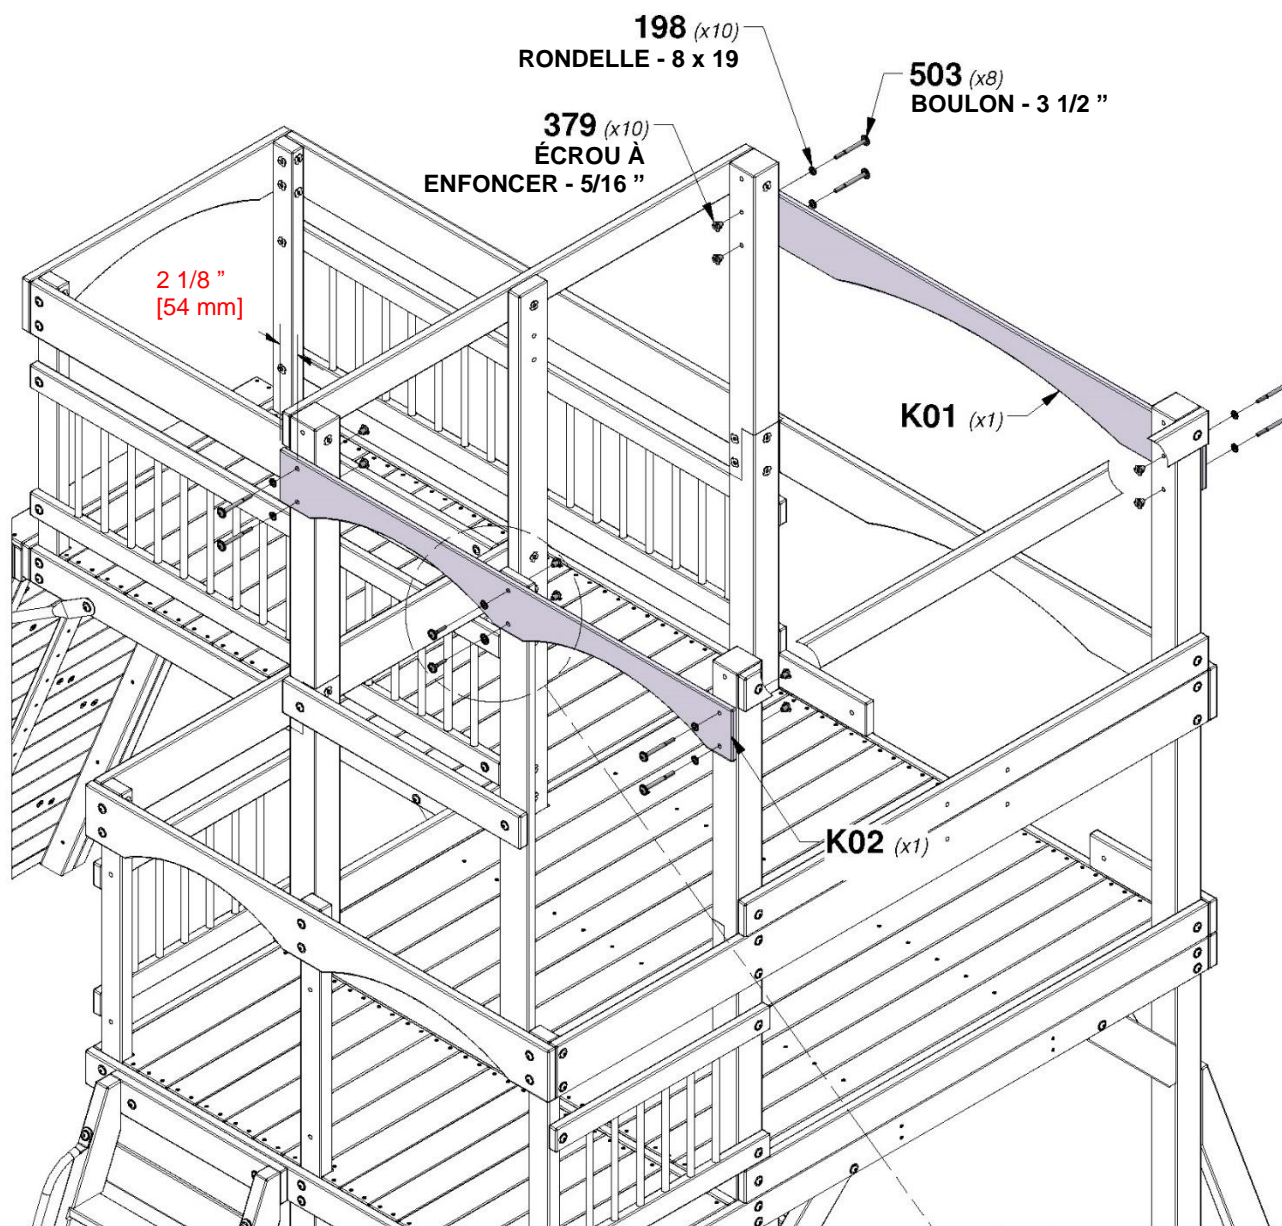 198 (x10)
RONDELLE - 8 x 19
503 (x8)
BOULON - 3 1/2 ”
379 (x10)
ÉCROU À
ENFONCER - 5/16 ”
2 1/8 ”
[54 mm]
K01 (x1)
K02 (x1)